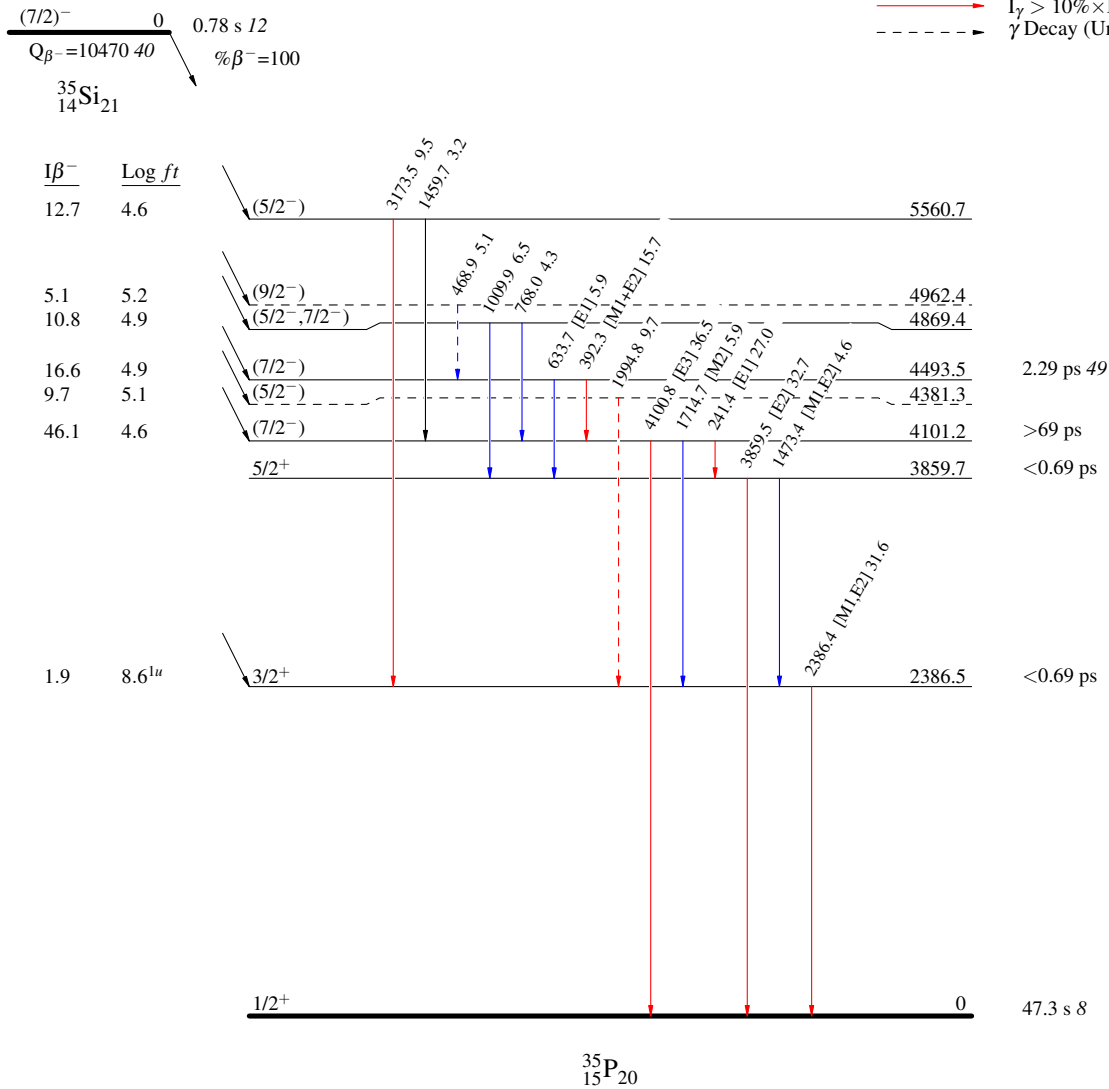 (7/2)⁻ 0 0.78 s 12
I_γ > 10%×I
γ Decay (Un
Q_β⁻=10470 40
%β⁻=100
³⁵₁₄Si₂₁
Iβ⁻ Log ft
3173.5 9.5
1459.7 3.2
12.7 4.6 (5/2⁻) 5560.7
468.9 5.1
1009.9 6.5
768.0 4.3
5.1 5.2 (9/2⁻) 4962.4
10.8 4.9 (5/2⁻,7/2⁻) 4869.4
633.7 [E1] 5.9
392.3 [M1+E2] 15.7
1994.8 9.7
16.6 4.9 (7/2⁻) 4493.5 2.29 ps 49
9.7 5.1 (5/2⁻) 4381.3
4100.8 [E3] 36.5
1714.7 [M2] 5.9
241.4 [E1] 27.0
46.1 4.6 (7/2⁻) 4101.2 >69 ps
3859.5 [E2] 32.7
1473.4 [M1,E2] 4.6
5/2⁺ 3859.7 <0.69 ps
2386.4 [M1,E2] 31.6
1.9 8.6¹ᵘ 3/2⁺ 2386.5 <0.69 ps
1/2⁺ 0 47.3 s 8
³⁵₁₅P₂₀